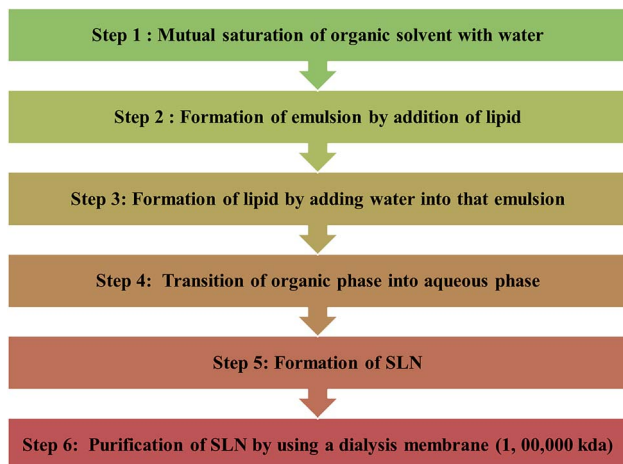 Step 1 : Mutual saturation of organic solvent with water
Step 2 : Formation of emulsion by addition of lipid
Step 3: Formation of lipid by adding water into that emulsion
Step 4: Transition of organic phase into aqueous phase
Step 5: Formation of SLN
Step 6: Purification of SLN by using a dialysis membrane (1, 00,000 kda)